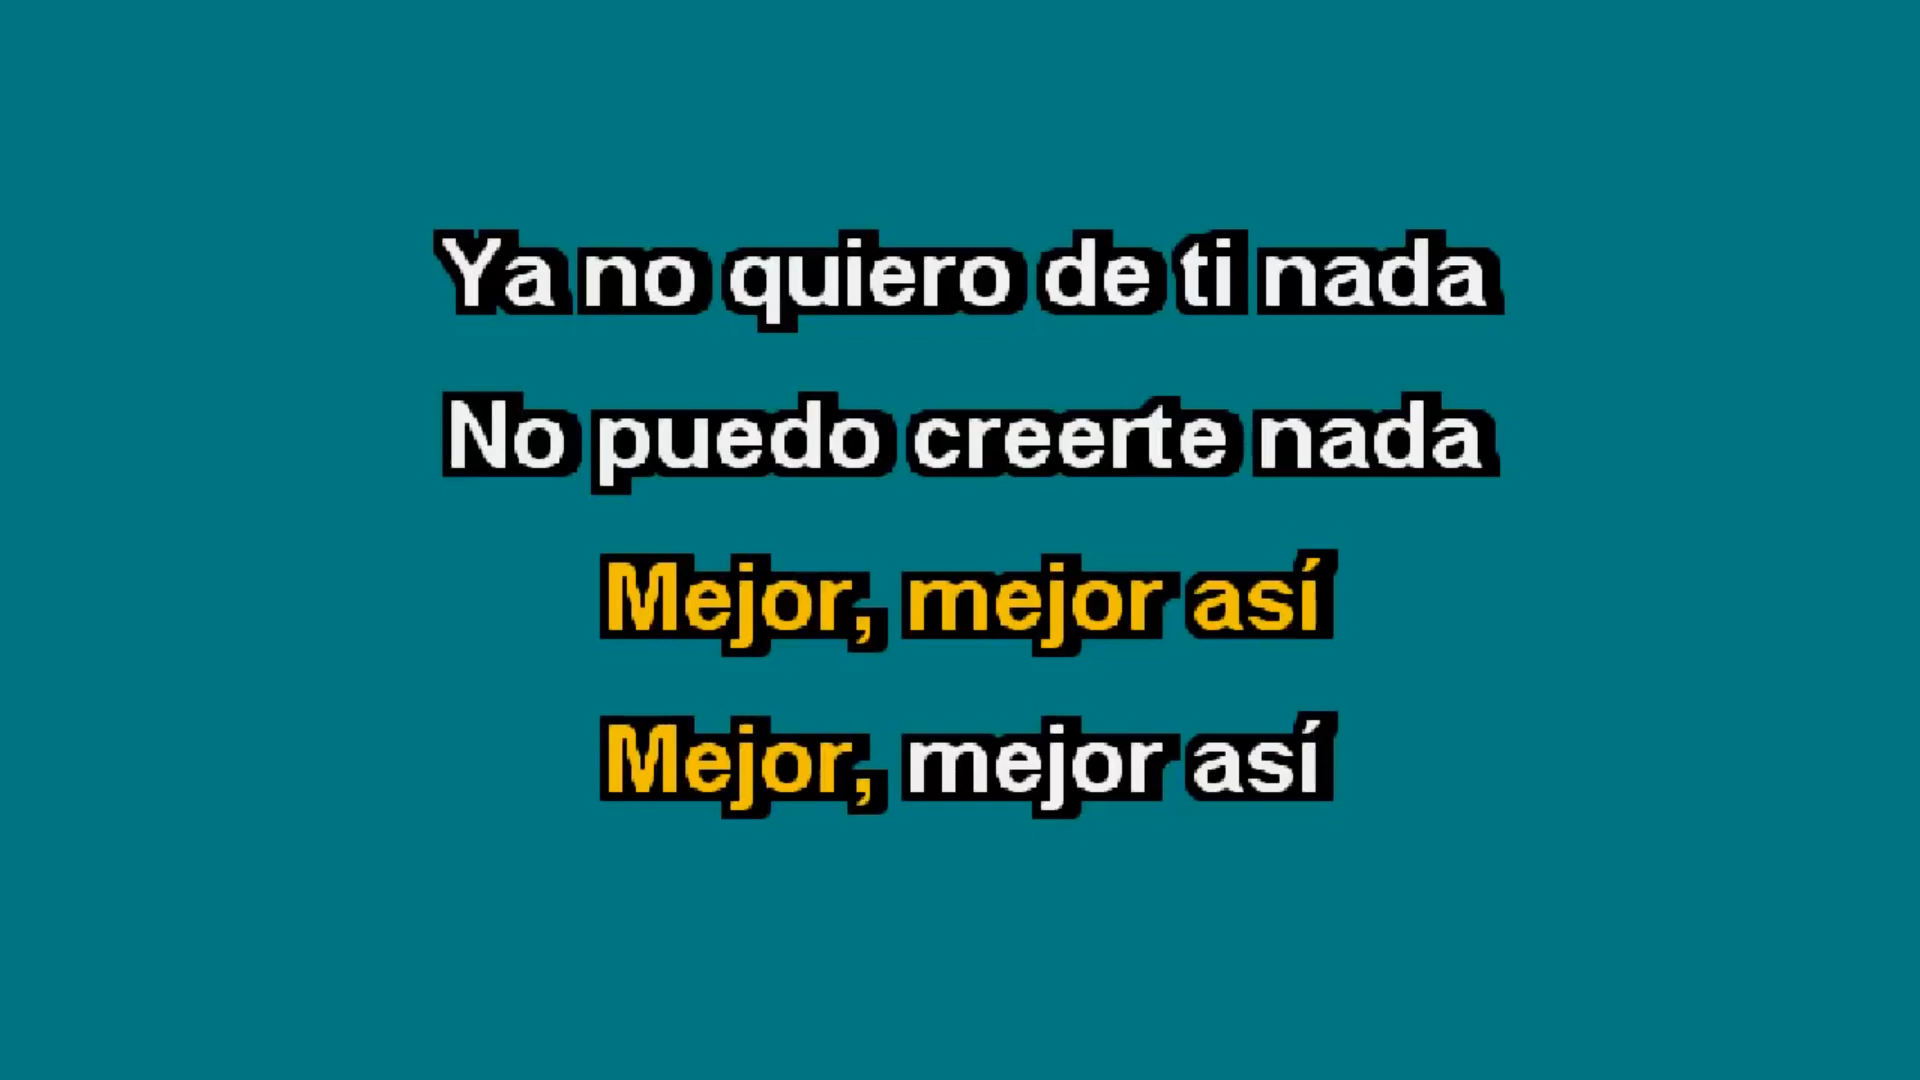 Ya no quiero de ti nada
No puedo creerte nada
Mejor, mejor así
Mejor, mejor así